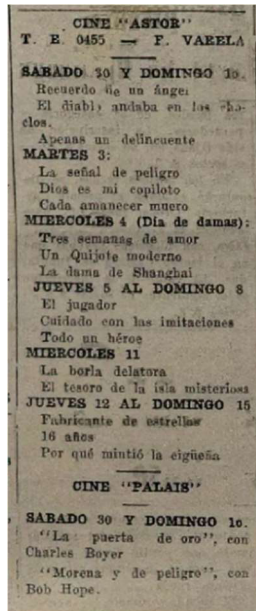 CINE "ASTOR"
T. E 0455 — F. VARELA
SABADO 30 Y DOMINGO 1o.
Recuerdo de un ángel
El diablo andaba en los cho-
clos.
Apenas un delincuente
MARTES 3:
La señal de peligro
Dios es mi copiloto
Cada amanecer muero
MIERCOLES 4 (Dia de damas):
Tres semanas de amor
Un Quijote moderno
La dama de Shanghai
JUEVES 5 AL DOMINGO 8
El jugador
Cuidado con las imitaciones
Todo un héroe
MIERCOLES 11
La borla delatora
El tesoro de la isla misteriosa
JUEVES 12 AL DOMINGO 15
Fabricante de estrellas
16 años
Por qué mintió la cigüeña
CINE "PALAIS"
SABADO 30 Y DOMINGO 1o.
"La puerta de oro", con
Charles Boyer
"Morena y de peligro", con
Bob Hope.